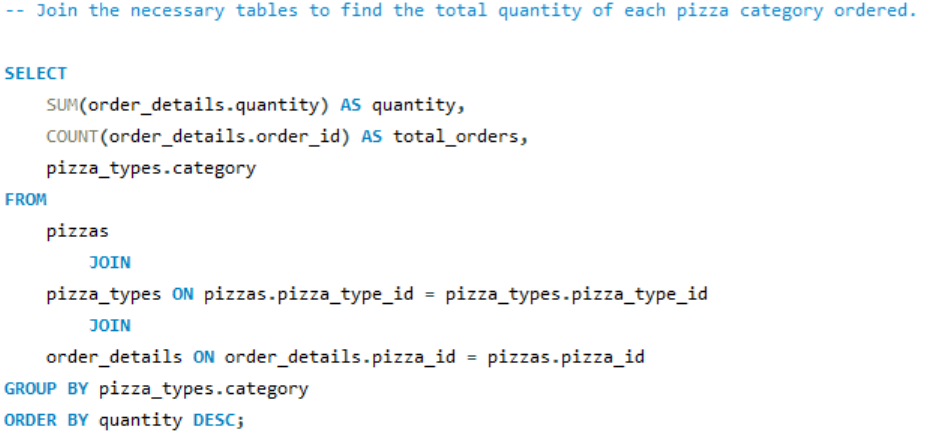 -- Join the necessary tables to find the total quantity of each pizza category ordered.
SELECT
SUM(order_details.quantity) AS quantity,
COUNT(order_details.order_id) AS total_orders,
pizza_types.category
FROM
pizzas
JOIN
pizza_types ON pizzas.pizza_type_id = pizza_types.pizza_type_id
JOIN
order_details ON order_details.pizza_id = pizzas.pizza_id
GROUP BY pizza_types.category
ORDER BY quantity DESC;